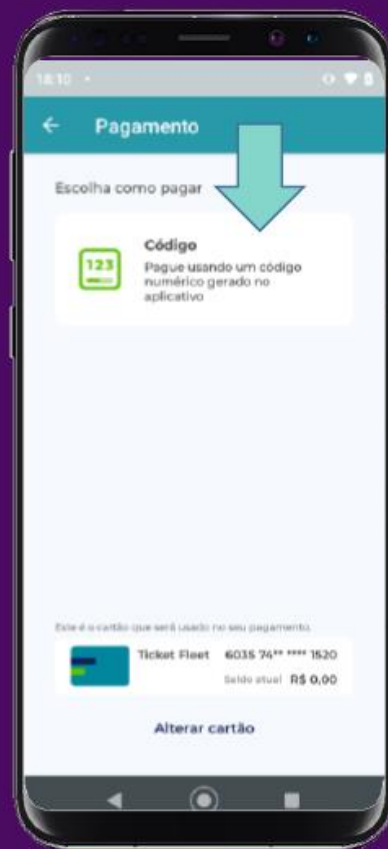 18:10
Pagamento
Escolha como pagar
Código
123
Pague usando um código
numérico gerado no
aplicativo
Este é o cartão que será usado no seu pagamento.
Ticket Fleet 6035 74** **** 1520
Saldo atual R$ 0,00
Alterar cartão